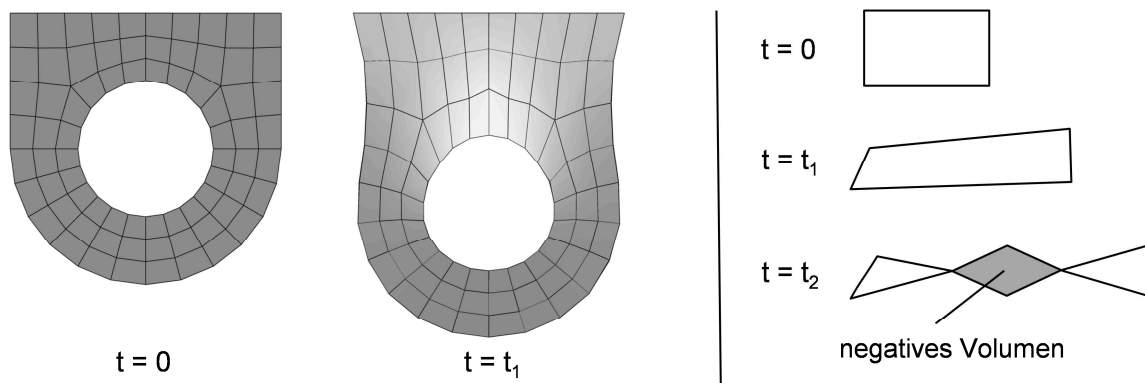 t = 0
t = t₁
t = 0
t = t₁
t = t₂
negatives Volumen